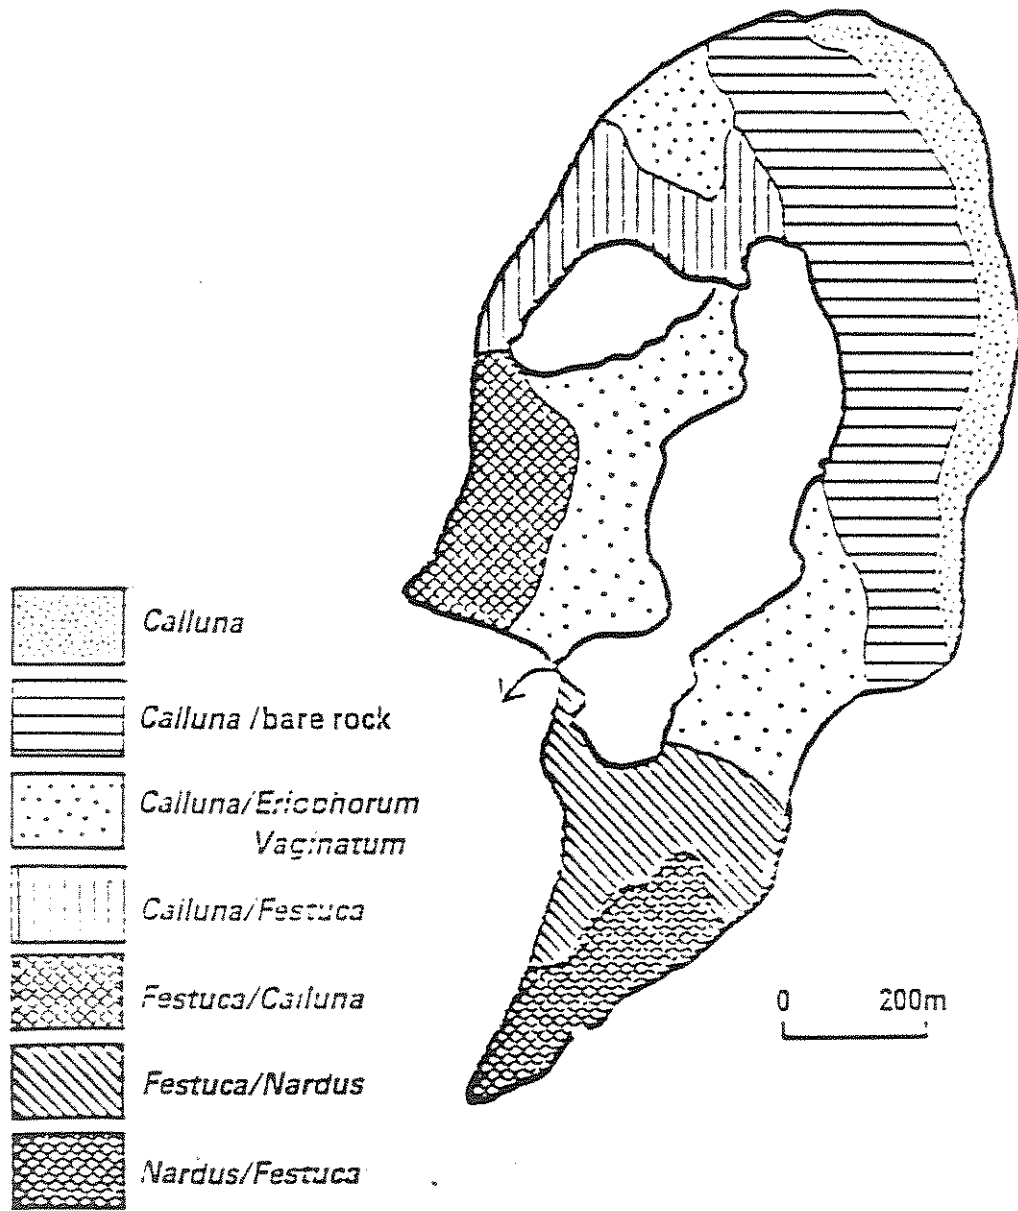 Calluna
Calluna/bare rock
Calluna/Eriophorum
Vaginatum
Calluna/Festuca
Festuca/Calluna
Festuca/Nardus
Nardus/Festuca
0 200m